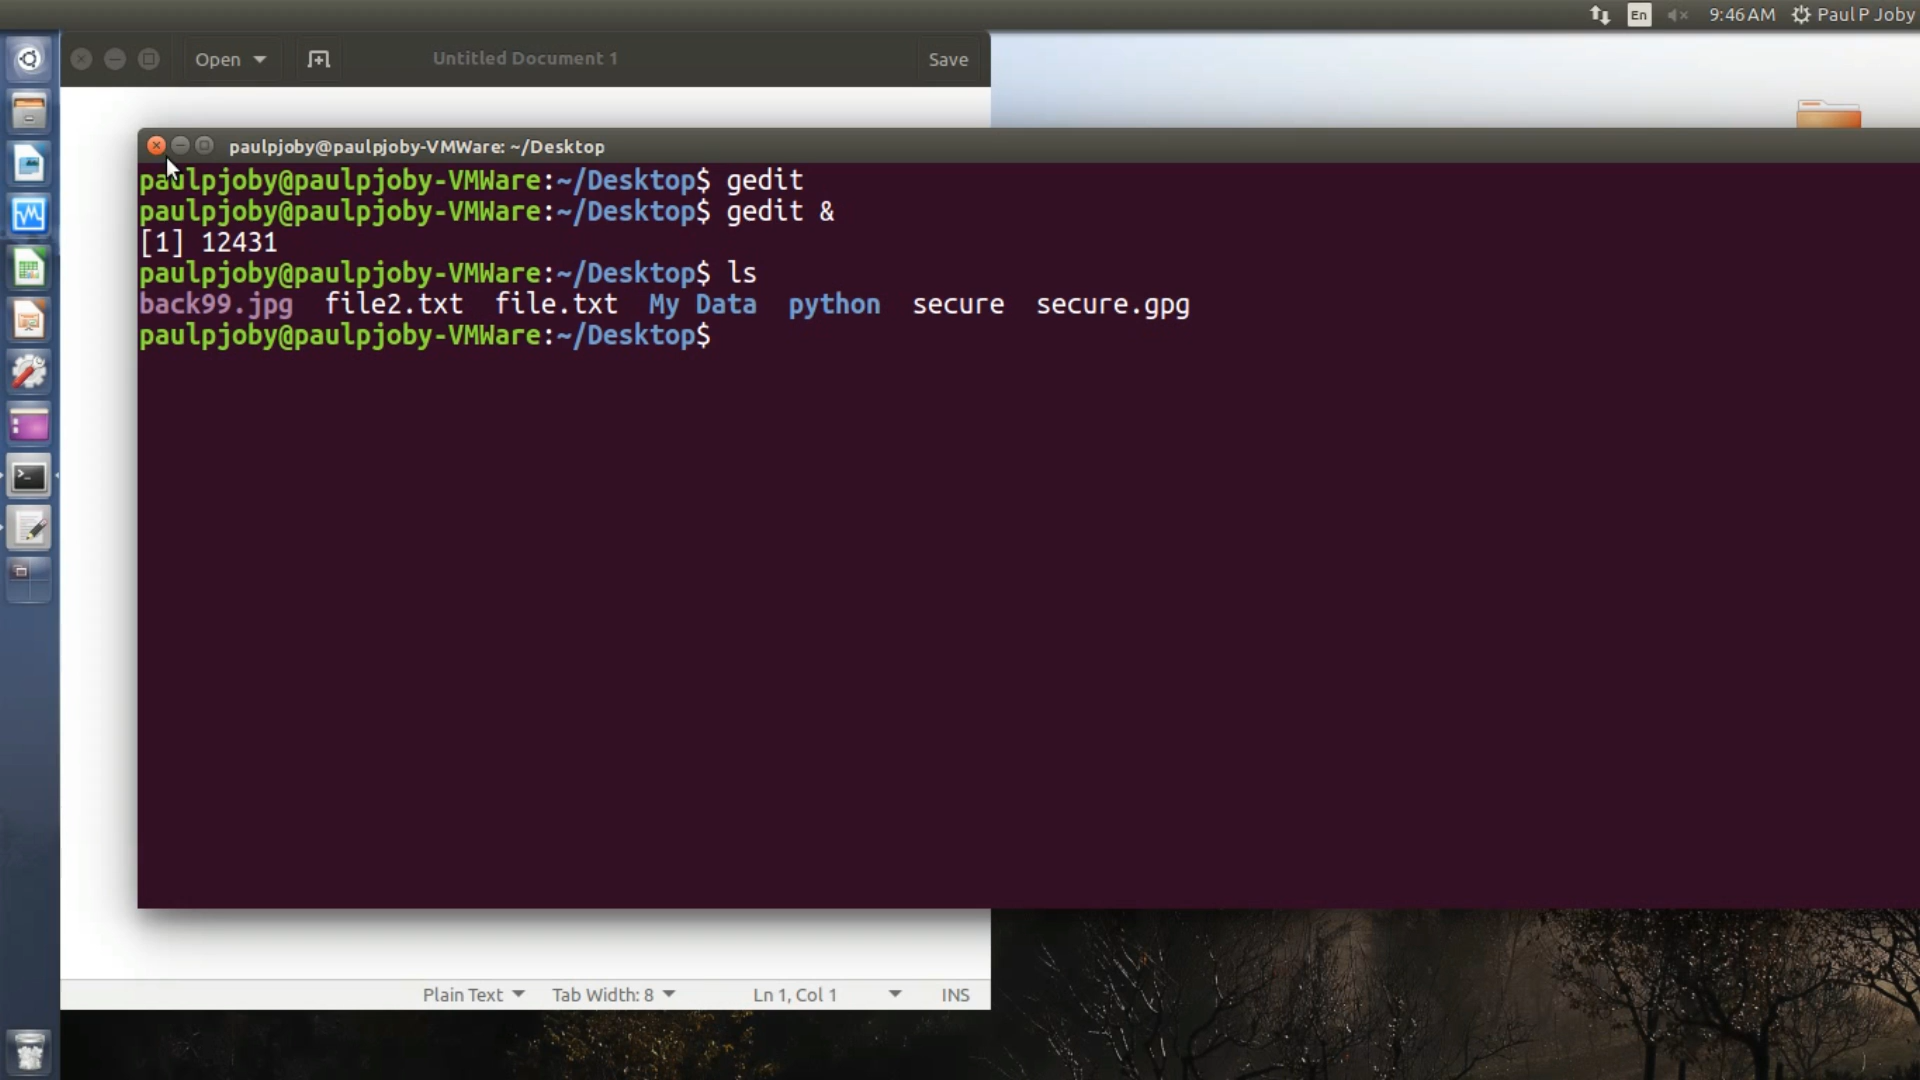 En 9:46 AM Paul P Joby
Open Untitled Document 1 Save
paulpjoby@paulpjoby-VMWare: ~/Desktop
paulpjoby@paulpjoby-VMWare:~/Desktop$ gedit
paulpjoby@paulpjoby-VMWare:~/Desktop$ gedit &
[1] 12431
paulpjoby@paulpjoby-VMWare:~/Desktop$ ls
back99.jpg file2.txt file.txt My Data python secure secure.gpg
paulpjoby@paulpjoby-VMWare:~/Desktop$
Plain Text Tab Width: 8 Ln 1, Col 1 INS